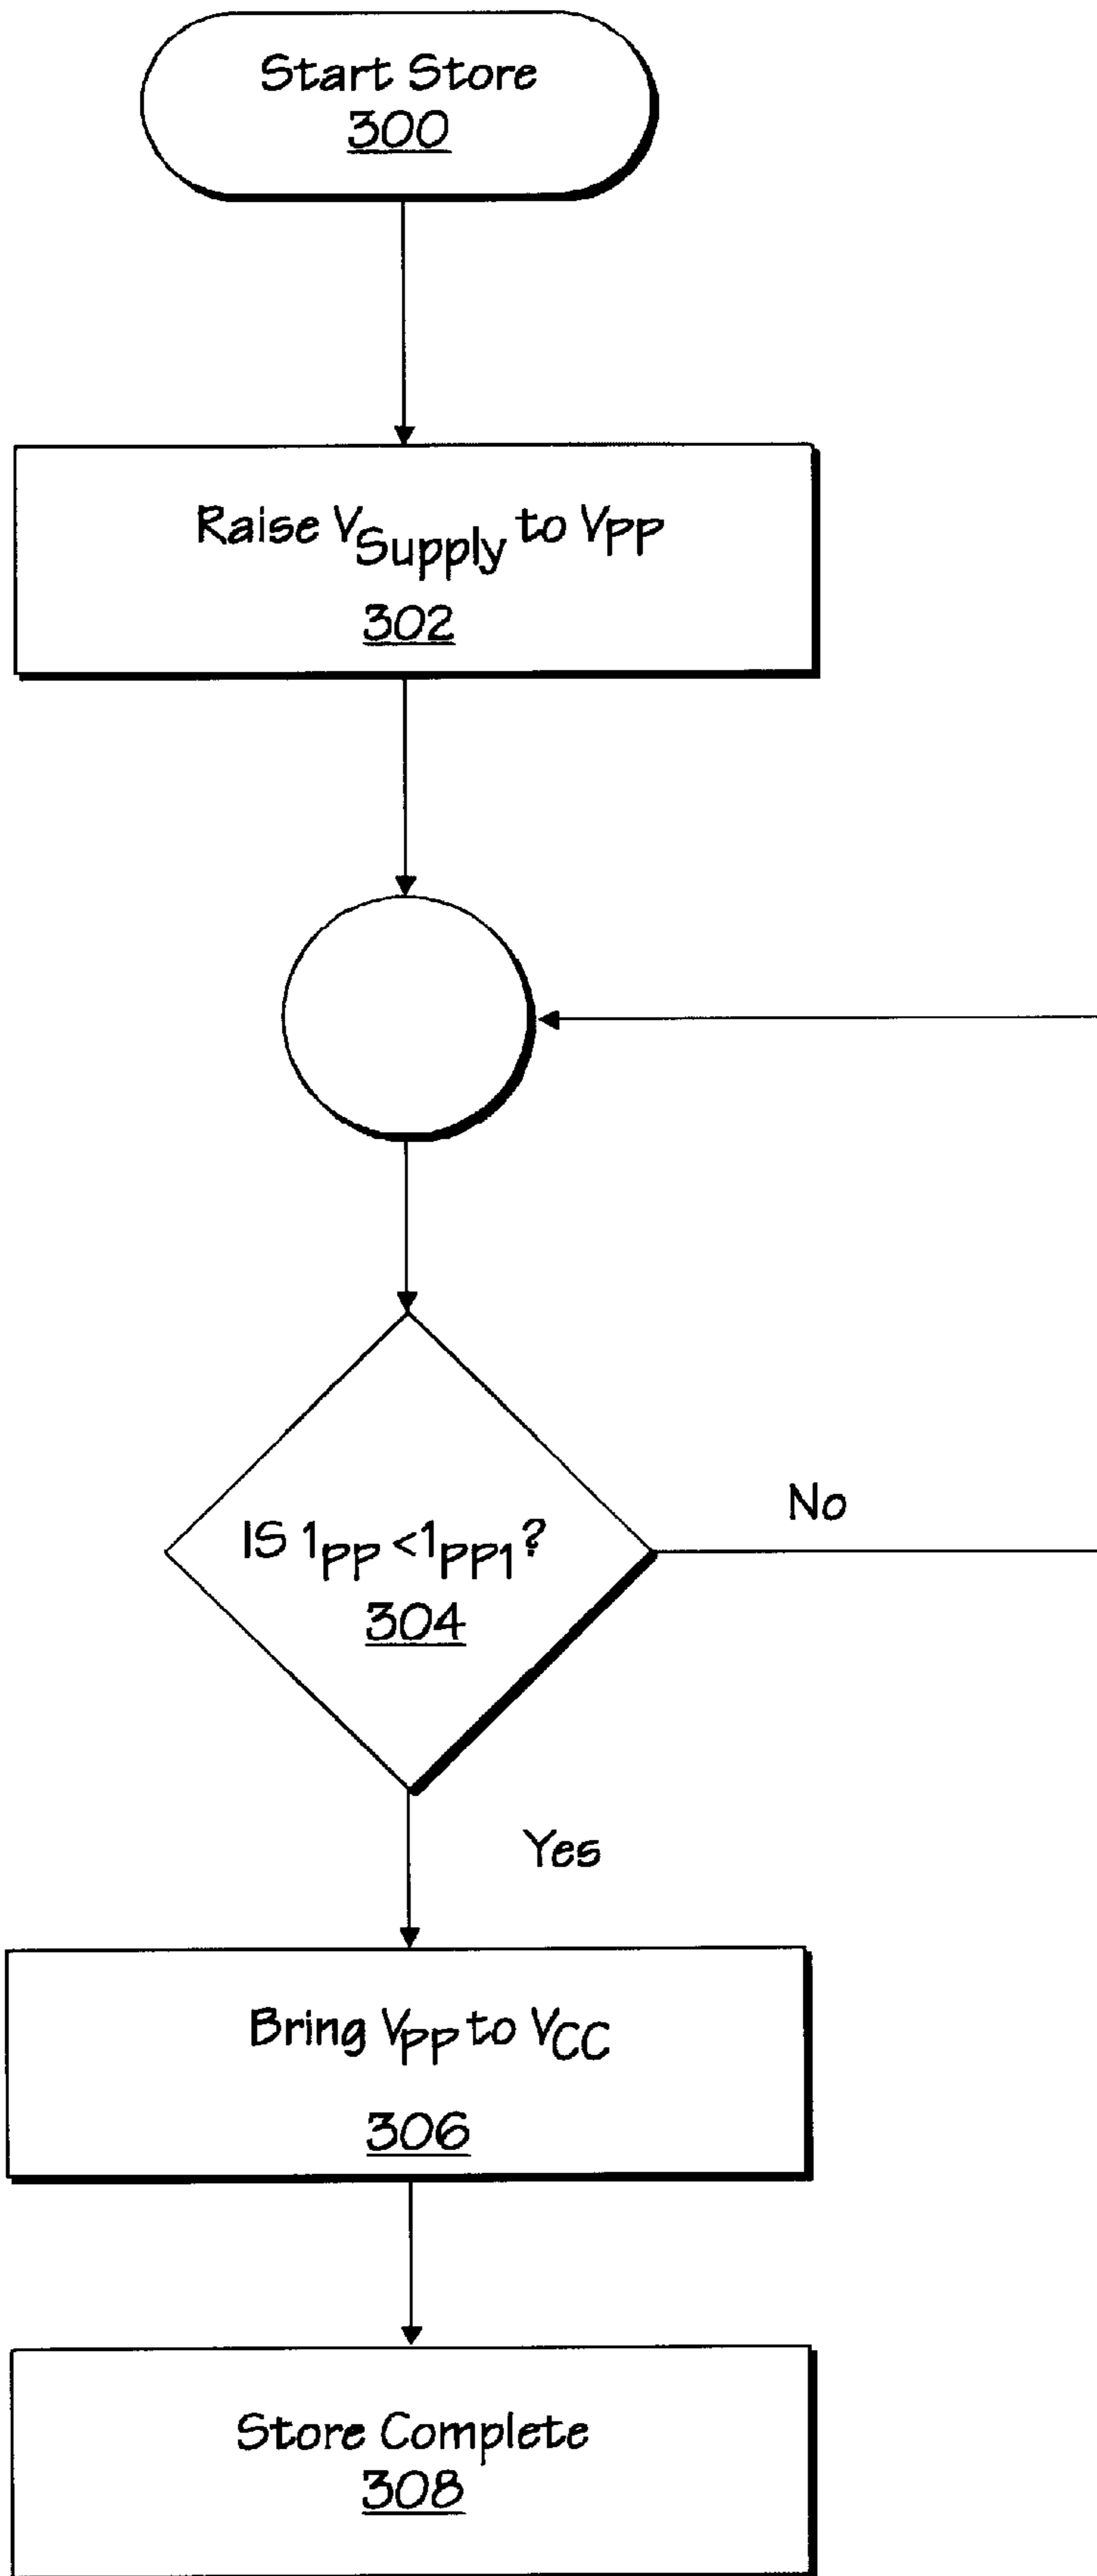 Start Store
300
Raise VSupply to VPP
302
IS 1PP <1PP1?
304
No
Yes
Bring VPP to VCC
306
Store Complete
308